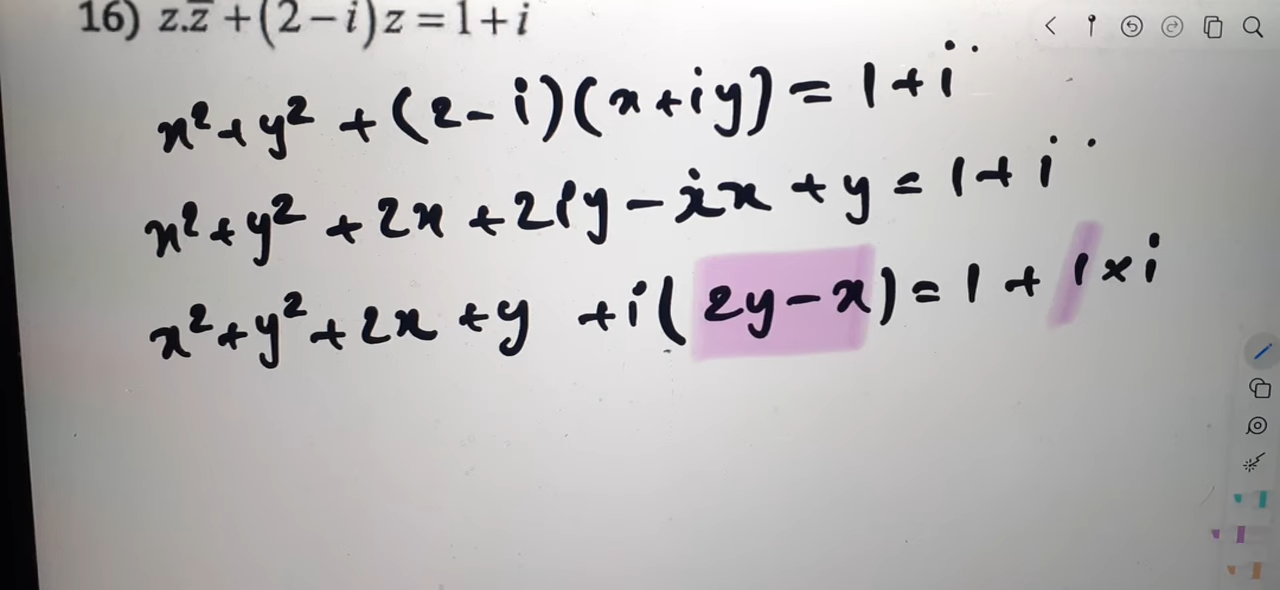 16) z.z̅ + (2 − i) z = 1 + i
x² + y² + (2 - i)(x + iy) = 1 + i
x² + y² + 2x + 2iy - ix + y = 1 + i
x² + y² + 2x + y + i(2y - x) = 1 + 1 × i